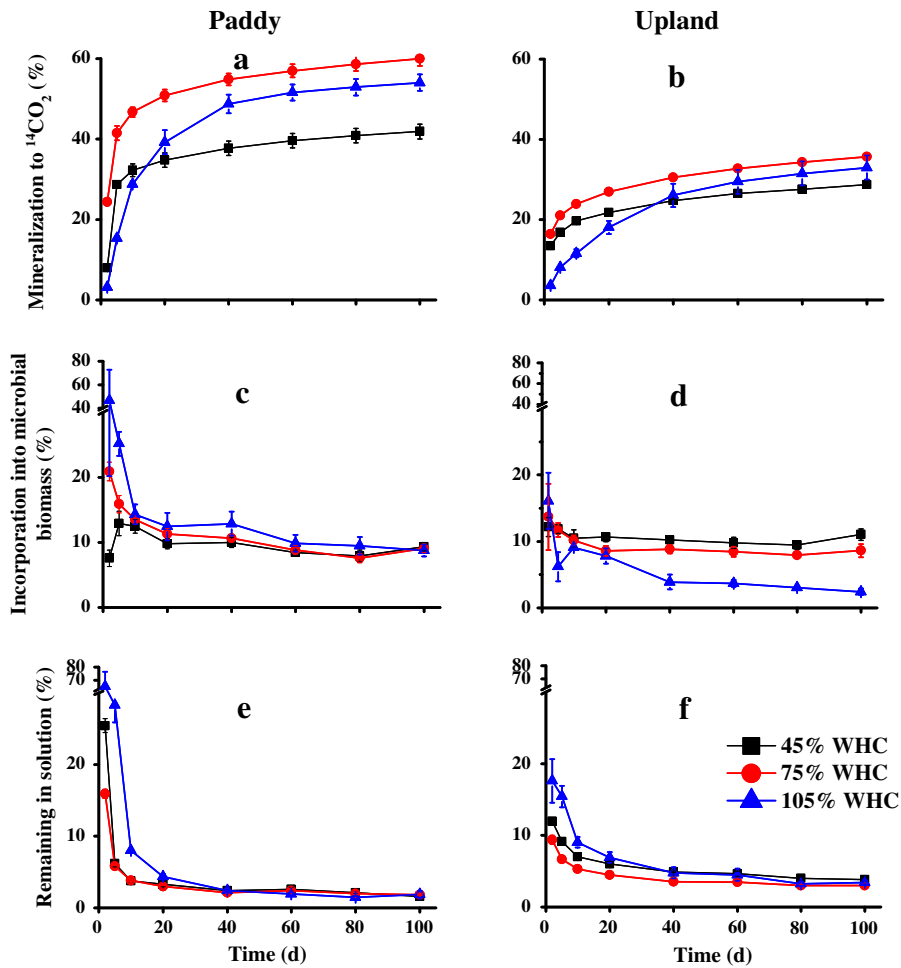 Paddy
Upland
Mineralization to ¹⁴CO₂ (%)
60
40
20
0
a
60
40
20
0
b
Incorporation into microbial
biomass (%)
80
60
40
20
10
0
c
80
60
40
20
10
0
d
Remaining in solution (%)
80
70
20
10
0
e
80
70
20
10
0
f
45% WHC
75% WHC
105% WHC
0 20 40 60 80 100
Time (d)
0 20 40 60 80 100
Time (d)